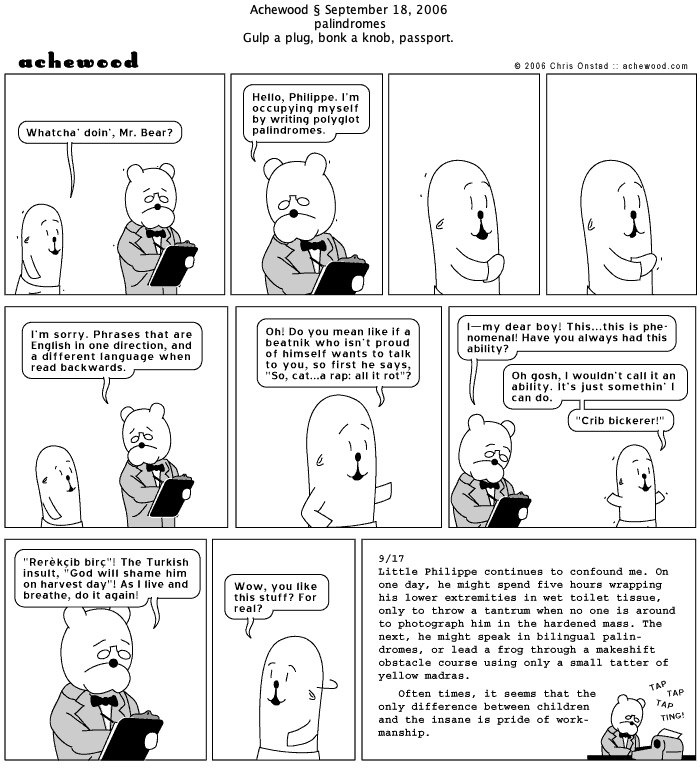 Achewood § September 18, 2006
palindromes
Gulp a plug, bonk a knob, passport.
achewood
© 2006 Chris Onstad :: achewood.com
Whatcha' doin', Mr. Bear?
Hello, Philippe. I'm
occupying myself
by writing polyglot
palindromes.
I'm sorry. Phrases that are
English in one direction, and
a different language when
read backwards.
Oh! Do you mean like if a
beatnik who isn't proud
of himself wants to talk
to you, so first he says,
"So, cat...a rap: all it rot"?
I—my dear boy! This...this is phe-
nomenal! Have you always had this
ability?
Oh gosh, I wouldn't call it an
ability. It's just somethin' I
can do.
"Crib bickerer!"
"Rerèkçib birç"! The Turkish
insult, "God will shame him
on harvest day"! As I live and
breathe, do it again!
Wow, you like
this stuff? For
real?
9/17
Little Philippe continues to confound me. On
one day, he might spend five hours wrapping
his lower extremities in wet toilet tissue,
only to throw a tantrum when no one is around
to photograph him in the hardened mass. The
next, he might speak in bilingual palin-
dromes, or lead a frog through a makeshift
obstacle course using only a small tatter of
yellow madras.
Often times, it seems that the
only difference between children
and the insane is pride of work-
manship.
TAP
TAP
TAP
TING!